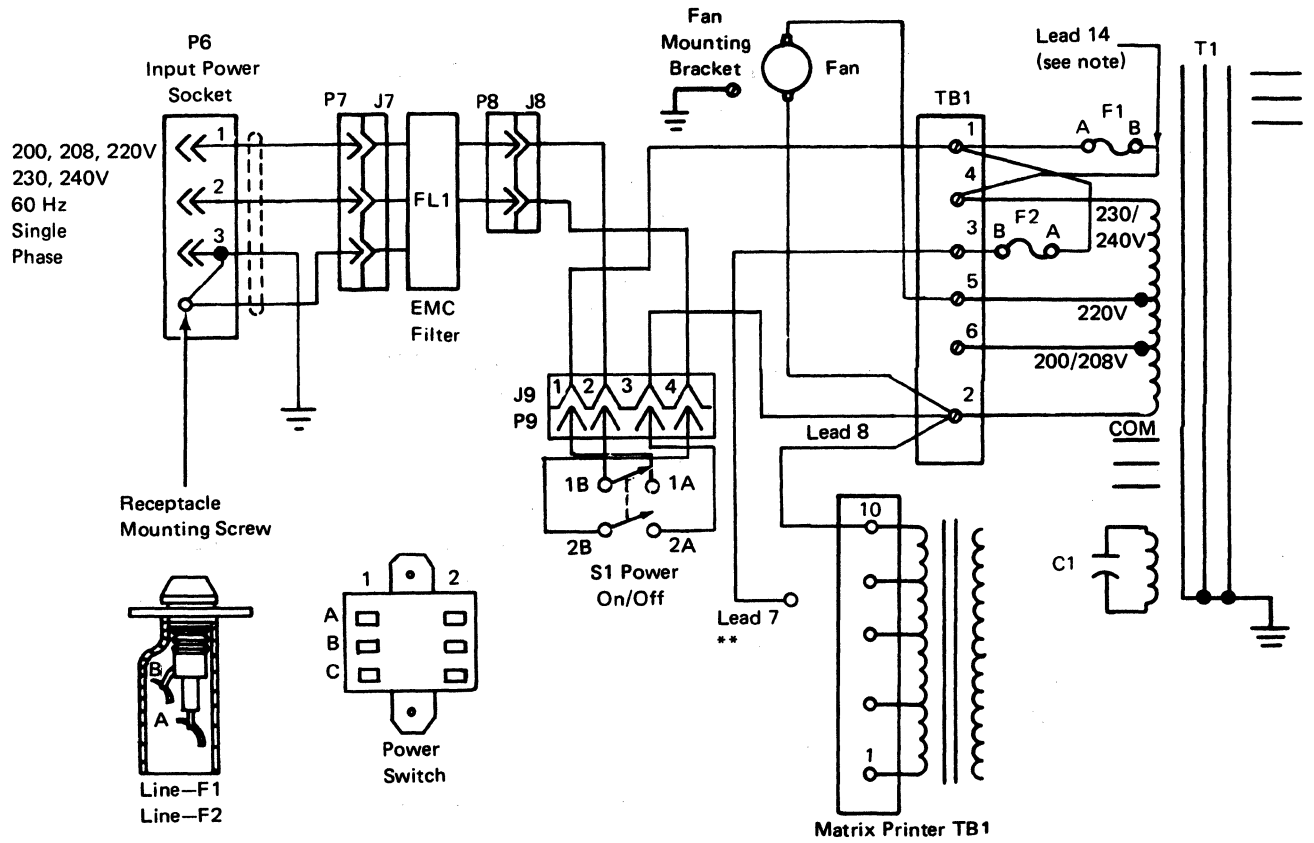 P6
Input Power
Socket
200, 208, 220V
230, 240V
60 Hz
Single
Phase
1
2
3
P7
J7
FL1
EMC
Filter
P8
J8
Fan
Mounting
Bracket
Fan
Lead 14
(see note)
T1
TB1
1
4
3
5
6
2
A
F1
B
B
F2
A
230/
240V
220V
200/208V
COM
J9
P9
1
2
3
4
1B
1A
2B
2A
S1 Power
On/Off
Lead 8
Lead 7
**
10
1
Matrix Printer TB1
C1
Receptacle
Mounting Screw
B
A
Line—F1
Line—F2
1
2
A
B
C
Power
Switch